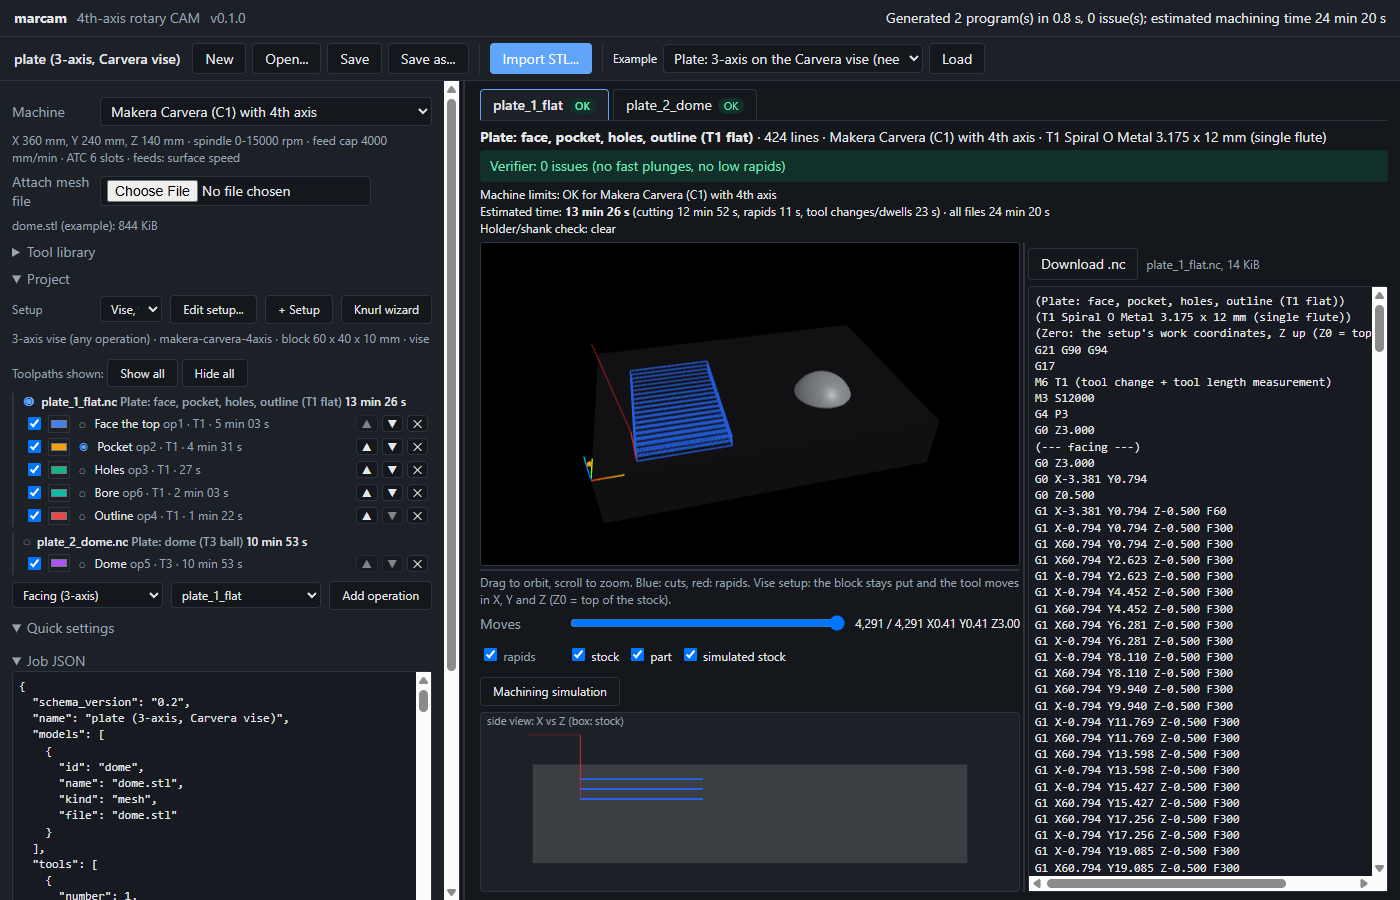 marcam 4th-axis rotary CAM v0.1.0
Generated 2 program(s) in 0.8 s, 0 issue(s); estimated machining time 24 min 20 s
plate (3-axis, Carvera vise) New Open... Save Save as... Import STL... Example Plate: 3-axis on the Carvera vise (nee Load
Machine Makera Carvera (C1) with 4th axis
X 360 mm, Y 240 mm, Z 140 mm · spindle 0-15000 rpm · feed cap 4000
mm/min · ATC 6 slots · feeds: surface speed
Attach mesh file Choose File No file chosen
dome.stl (example): 844 KiB
Tool library
Project
Setup Vise, Edit setup... + Setup Knurl wizard
3-axis vise (any operation) · makera-carvera-4axis · block 60 x 40 x 10 mm · vise
Toolpaths shown: Show all Hide all
plate_1_flat.nc Plate: face, pocket, holes, outline (T1 flat) 13 min 26 s
Face the top op1 · T1 · 5 min 03 s
Pocket op2 · T1 · 4 min 31 s
Holes op3 · T1 · 27 s
Bore op6 · T1 · 2 min 03 s
Outline op4 · T1 · 1 min 22 s
plate_2_dome.nc Plate: dome (T3 ball) 10 min 53 s
Dome op5 · T3 · 10 min 53 s
Facing (3-axis) plate_1_flat Add operation
Quick settings
Job JSON
{
"schema_version": "0.2",
"name": "plate (3-axis, Carvera vise)",
"models": [
{
"id": "dome",
"name": "dome.stl",
"kind": "mesh",
"file": "dome.stl"
}
],
"tools": [
{
"number": 1,
plate_1_flat OK plate_2_dome OK
Plate: face, pocket, holes, outline (T1 flat) · 424 lines · Makera Carvera (C1) with 4th axis · T1 Spiral O Metal 3.175 x 12 mm (single flute)
Verifier: 0 issues (no fast plunges, no low rapids)
Machine limits: OK for Makera Carvera (C1) with 4th axis
Estimated time: 13 min 26 s (cutting 12 min 52 s, rapids 11 s, tool changes/dwells 23 s) · all files 24 min 20 s
Holder/shank check: clear
Drag to orbit, scroll to zoom. Blue: cuts, red: rapids. Vise setup: the block stays put and the tool moves
in X, Y and Z (Z0 = top of the stock).
Moves 4,291 / 4,291 X0.41 Y0.41 Z3.00
rapids stock part simulated stock
Machining simulation
side view: X vs Z (box: stock)
Download .nc plate_1_flat.nc, 14 KiB
(Plate: face, pocket, holes, outline (T1 flat))
(T1 Spiral O Metal 3.175 x 12 mm (single flute))
(Zero: the setup's work coordinates, Z up (Z0 = top
G21 G90 G94
G17
M6 T1 (tool change + tool length measurement)
M3 S12000
G4 P3
G0 Z3.000
(--- facing ---)
G0 Z3.000
G0 X-3.381 Y0.794
G0 Z0.500
G1 X-3.381 Y0.794 Z-0.500 F60
G1 X-0.794 Y0.794 Z-0.500 F300
G1 X60.794 Y0.794 Z-0.500 F300
G1 X60.794 Y2.623 Z-0.500 F300
G1 X-0.794 Y2.623 Z-0.500 F300
G1 X-0.794 Y4.452 Z-0.500 F300
G1 X60.794 Y4.452 Z-0.500 F300
G1 X60.794 Y6.281 Z-0.500 F300
G1 X-0.794 Y6.281 Z-0.500 F300
G1 X-0.794 Y8.110 Z-0.500 F300
G1 X60.794 Y8.110 Z-0.500 F300
G1 X60.794 Y9.940 Z-0.500 F300
G1 X-0.794 Y9.940 Z-0.500 F300
G1 X-0.794 Y11.769 Z-0.500 F300
G1 X60.794 Y11.769 Z-0.500 F300
G1 X60.794 Y13.598 Z-0.500 F300
G1 X-0.794 Y13.598 Z-0.500 F300
G1 X-0.794 Y15.427 Z-0.500 F300
G1 X60.794 Y15.427 Z-0.500 F300
G1 X60.794 Y17.256 Z-0.500 F300
G1 X-0.794 Y17.256 Z-0.500 F300
G1 X-0.794 Y19.085 Z-0.500 F300
G1 X60.794 Y19.085 Z-0.500 F300